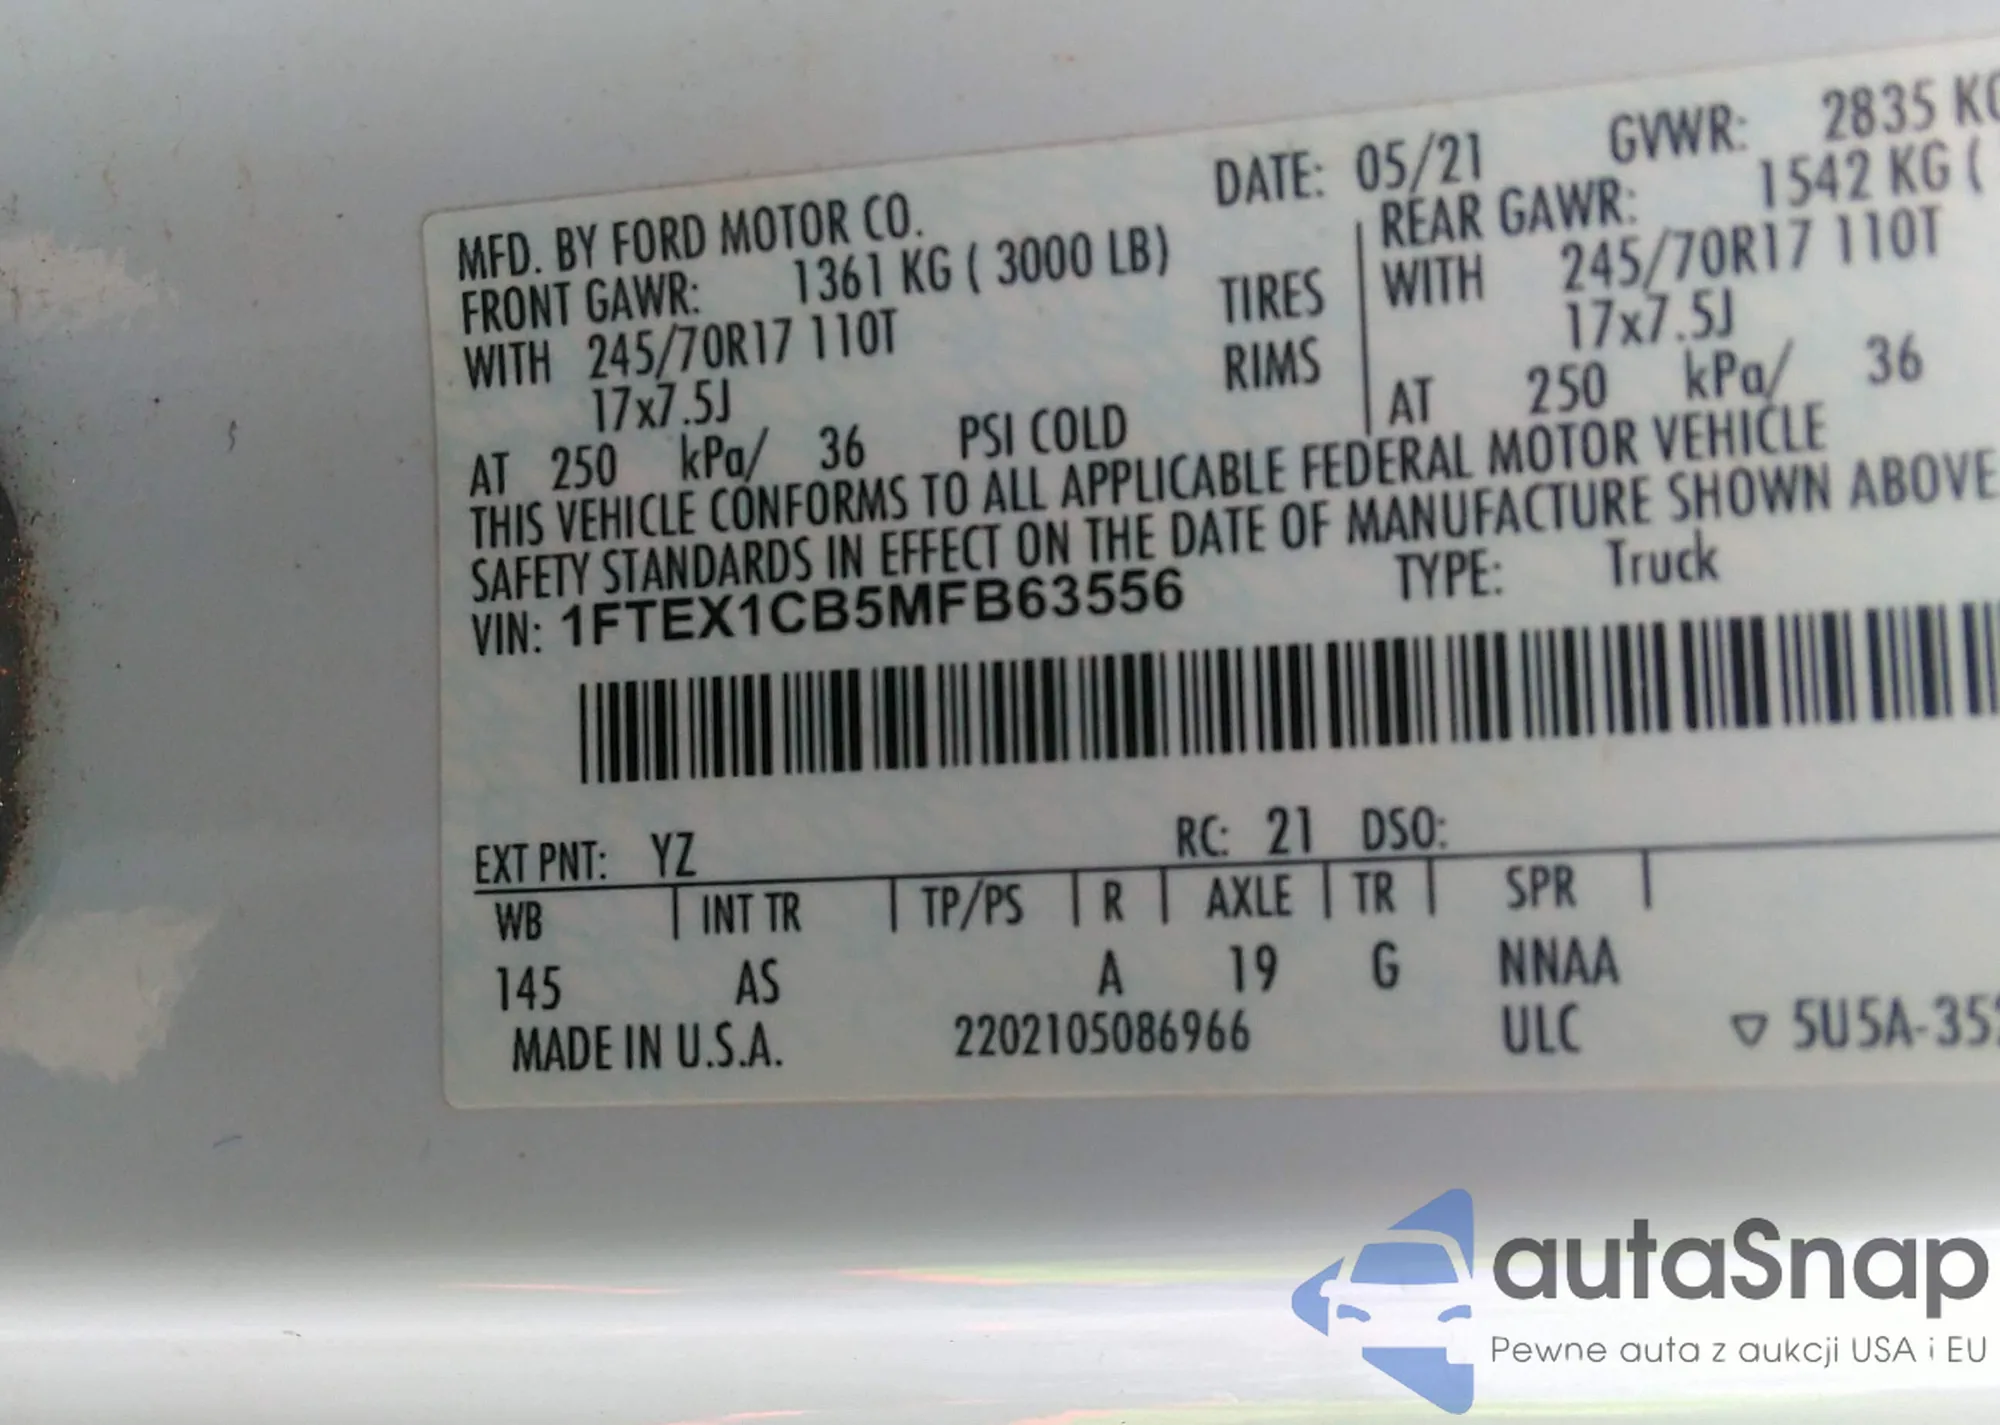 MFD. BY FORD MOTOR CO. DATE: 05/21 GVWR: 2835 KG
FRONT GAWR: 1361 KG ( 3000 LB) REAR GAWR: 1542 KG (
WITH 245/70R17 110T TIRES WITH 245/70R17 110T
17x7.5J RIMS 17x7.5J
AT 250 kPa/ 36 PSI COLD AT 250 kPa/ 36
THIS VEHICLE CONFORMS TO ALL APPLICABLE FEDERAL MOTOR VEHICLE
SAFETY STANDARDS IN EFFECT ON THE DATE OF MANUFACTURE SHOWN ABOVE
VIN: 1FTEX1CB5MFB63556 TYPE: Truck
EXT PNT: YZ RC: 21 DSO:
WB INT TR TP/PS R AXLE TR SPR
145 AS A 19 G NNAA
MADE IN U.S.A. 2202105086966 ULC ▽ 5U5A-35
autaSnap
Pewne auta z aukcji USA i EU